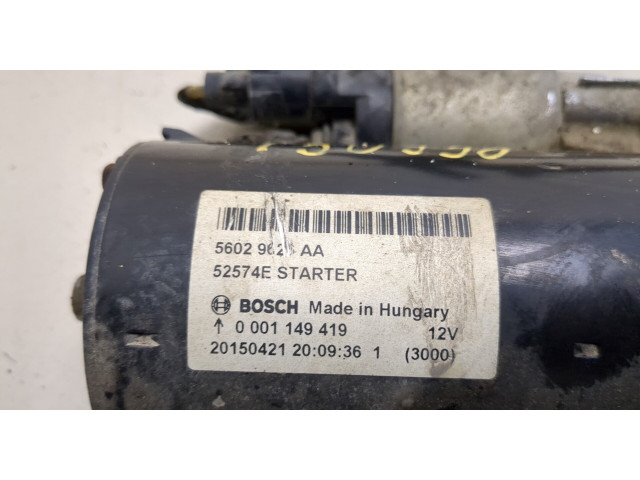 AA
52574E STARTER
BOSCH Made in Hungary
↑ 0 001 149 419 12V
20150421 20:09:36 1 (3000)
5602